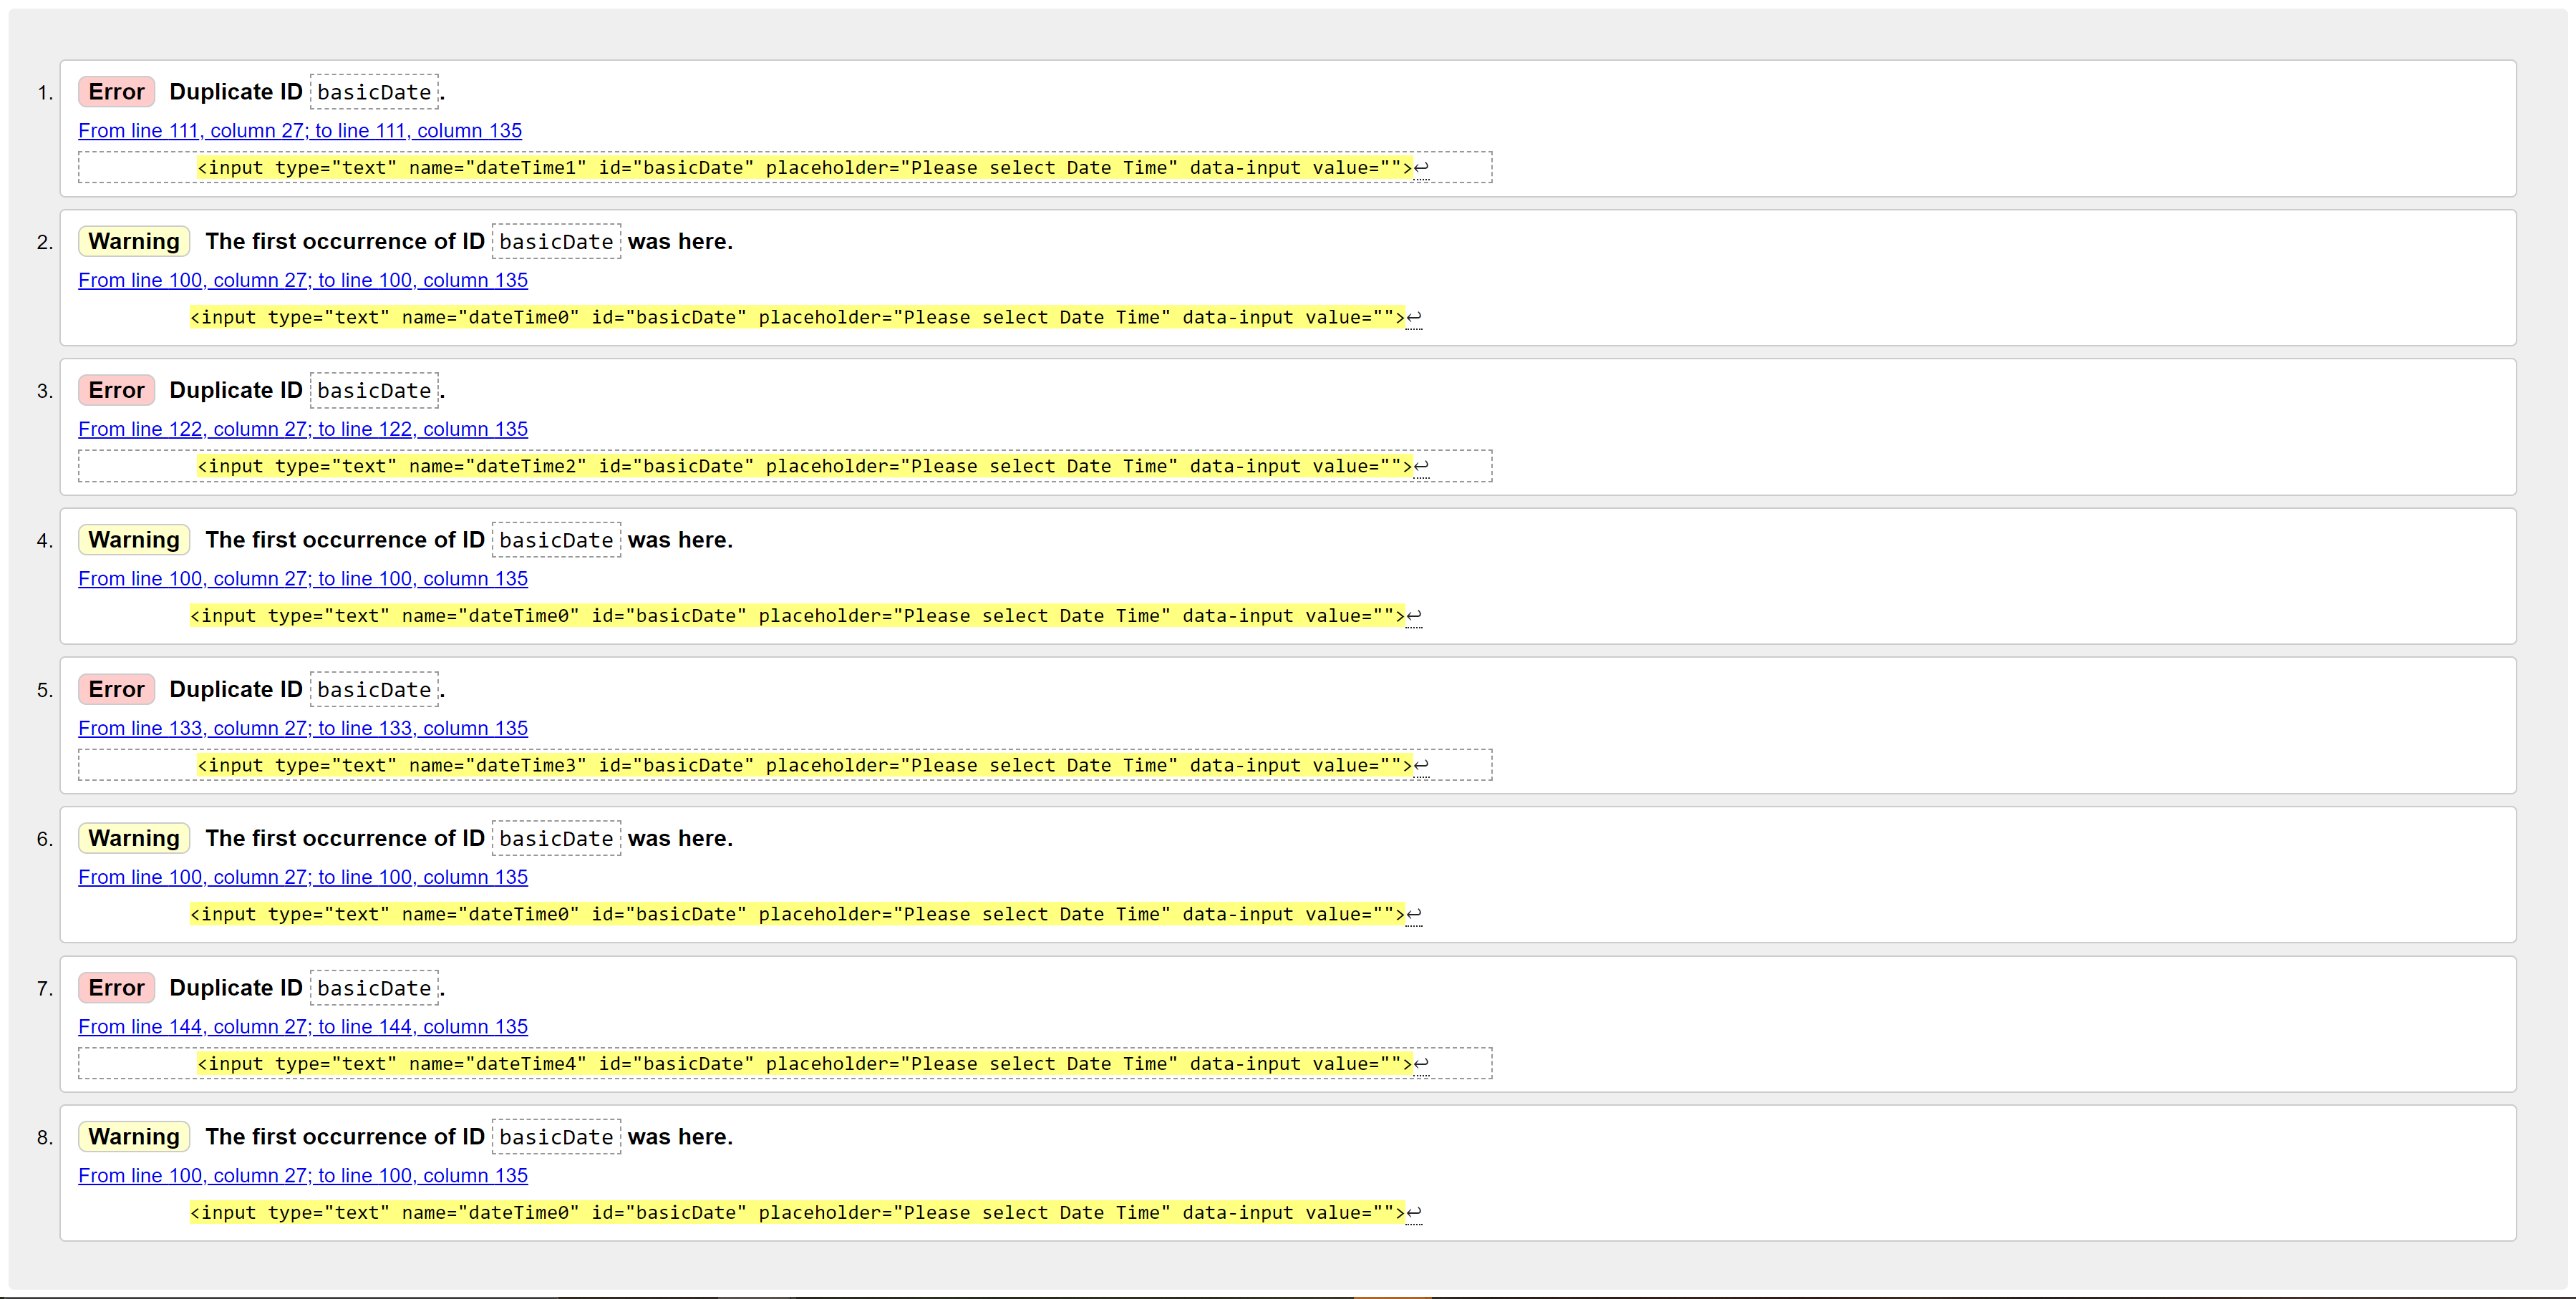 1. Error Duplicate ID basicDate.
From line 111, column 27; to line 111, column 135
<input type="text" name="dateTime1" id="basicDate" placeholder="Please select Date Time" data-input value="">↩
2. Warning The first occurrence of ID basicDate was here.
From line 100, column 27; to line 100, column 135
<input type="text" name="dateTime0" id="basicDate" placeholder="Please select Date Time" data-input value="">↩
3. Error Duplicate ID basicDate.
From line 122, column 27; to line 122, column 135
<input type="text" name="dateTime2" id="basicDate" placeholder="Please select Date Time" data-input value="">↩
4. Warning The first occurrence of ID basicDate was here.
From line 100, column 27; to line 100, column 135
<input type="text" name="dateTime0" id="basicDate" placeholder="Please select Date Time" data-input value="">↩
5. Error Duplicate ID basicDate.
From line 133, column 27; to line 133, column 135
<input type="text" name="dateTime3" id="basicDate" placeholder="Please select Date Time" data-input value="">↩
6. Warning The first occurrence of ID basicDate was here.
From line 100, column 27; to line 100, column 135
<input type="text" name="dateTime0" id="basicDate" placeholder="Please select Date Time" data-input value="">↩
7. Error Duplicate ID basicDate.
From line 144, column 27; to line 144, column 135
<input type="text" name="dateTime4" id="basicDate" placeholder="Please select Date Time" data-input value="">↩
8. Warning The first occurrence of ID basicDate was here.
From line 100, column 27; to line 100, column 135
<input type="text" name="dateTime0" id="basicDate" placeholder="Please select Date Time" data-input value="">↩